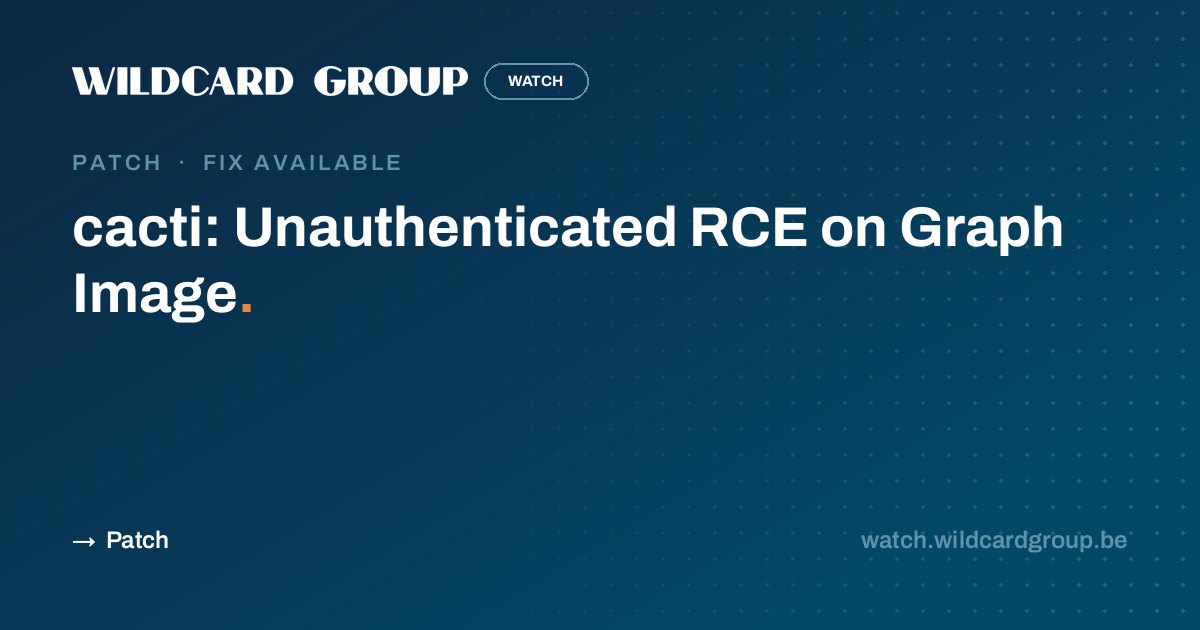 WILDCARD GROUP WATCH
PATCH · FIX AVAILABLE
cacti: Unauthenticated RCE on Graph
Image.
→ Patch
watch.wildcardgroup.be